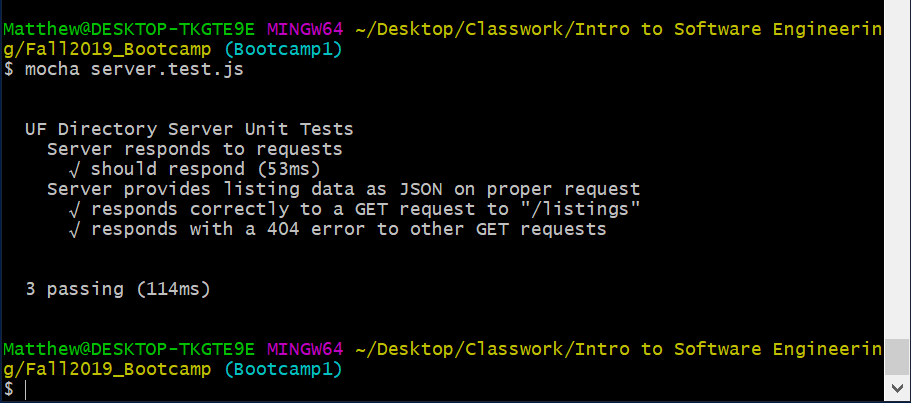 Matthew@DESKTOP-TKGTE9E MINGW64 ~/Desktop/Classwork/Intro to Software Engineerin
g/Fall2019_Bootcamp (Bootcamp1)
$ mocha server.test.js
UF Directory Server Unit Tests
Server responds to requests
√ should respond (53ms)
Server provides listing data as JSON on proper request
√ responds correctly to a GET request to "/listings"
√ responds with a 404 error to other GET requests
3 passing (114ms)
Matthew@DESKTOP-TKGTE9E MINGW64 ~/Desktop/Classwork/Intro to Software Engineerin
g/Fall2019_Bootcamp (Bootcamp1)
$